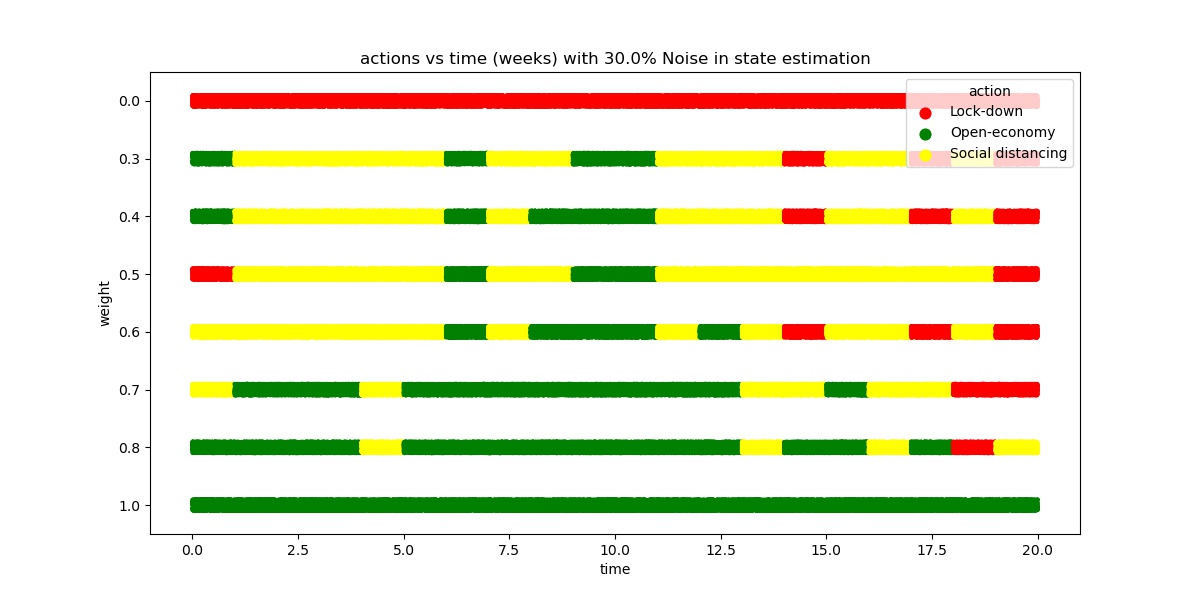 actions vs time (weeks) with 30.0% Noise in state estimation
action
Lock-down
Open-economy
Social distancing
weight
0.0
0.3
0.4
0.5
0.6
0.7
0.8
1.0
0.0 2.5 5.0 7.5 10.0 12.5 15.0 17.5 20.0
time